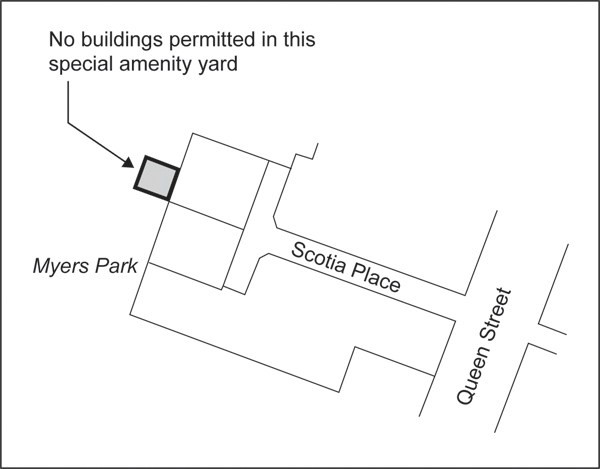 No buildings permitted in this
special amenity yard
Myers Park
Scotia Place
Queen Street